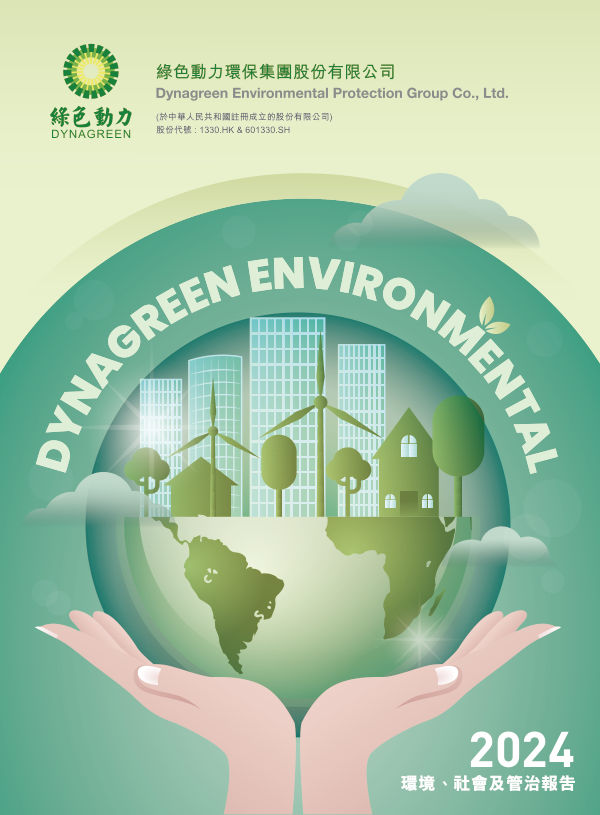 綠色動力環保集團股份有限公司
Dynagreen Environmental Protection Group Co., Ltd.
(於中華人民共和國註冊成立的股份有限公司)
股份代號 : 1330.HK & 601330.SH
綠色動力
DYNAGREEN
DYNAGREEN ENVIRONMENTAL
2024
環境、社會及管治報告